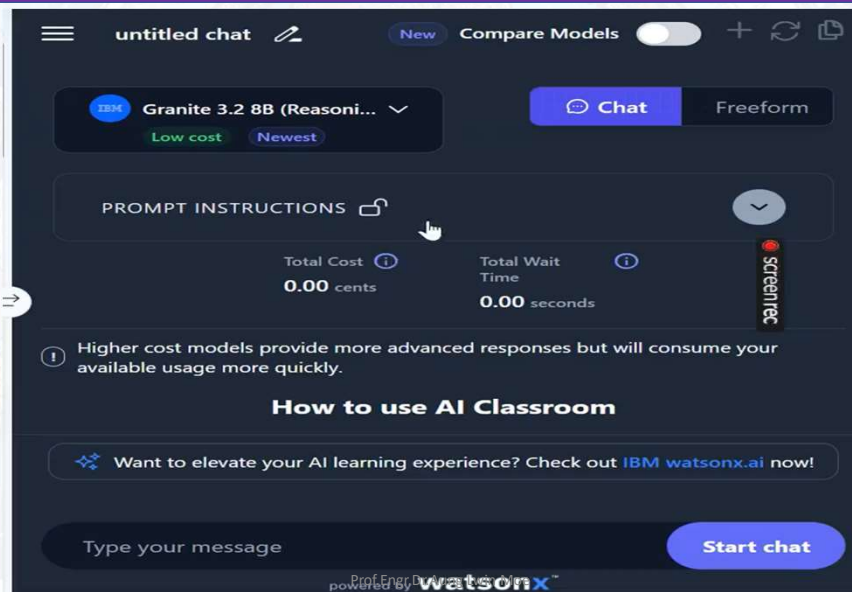 untitled chat
New Compare Models
IBM Granite 3.2 8B (Reasoni...
Low cost Newest
Chat Freeform
PROMPT INSTRUCTIONS
Total Cost
0.00 cents
Total Wait
Time
0.00 seconds
screenrec
Higher cost models provide more advanced responses but will consume your
available usage more quickly.
How to use AI Classroom
Want to elevate your AI learning experience? Check out IBM watsonx.ai now!
Type your message Start chat
powered by watsonx™